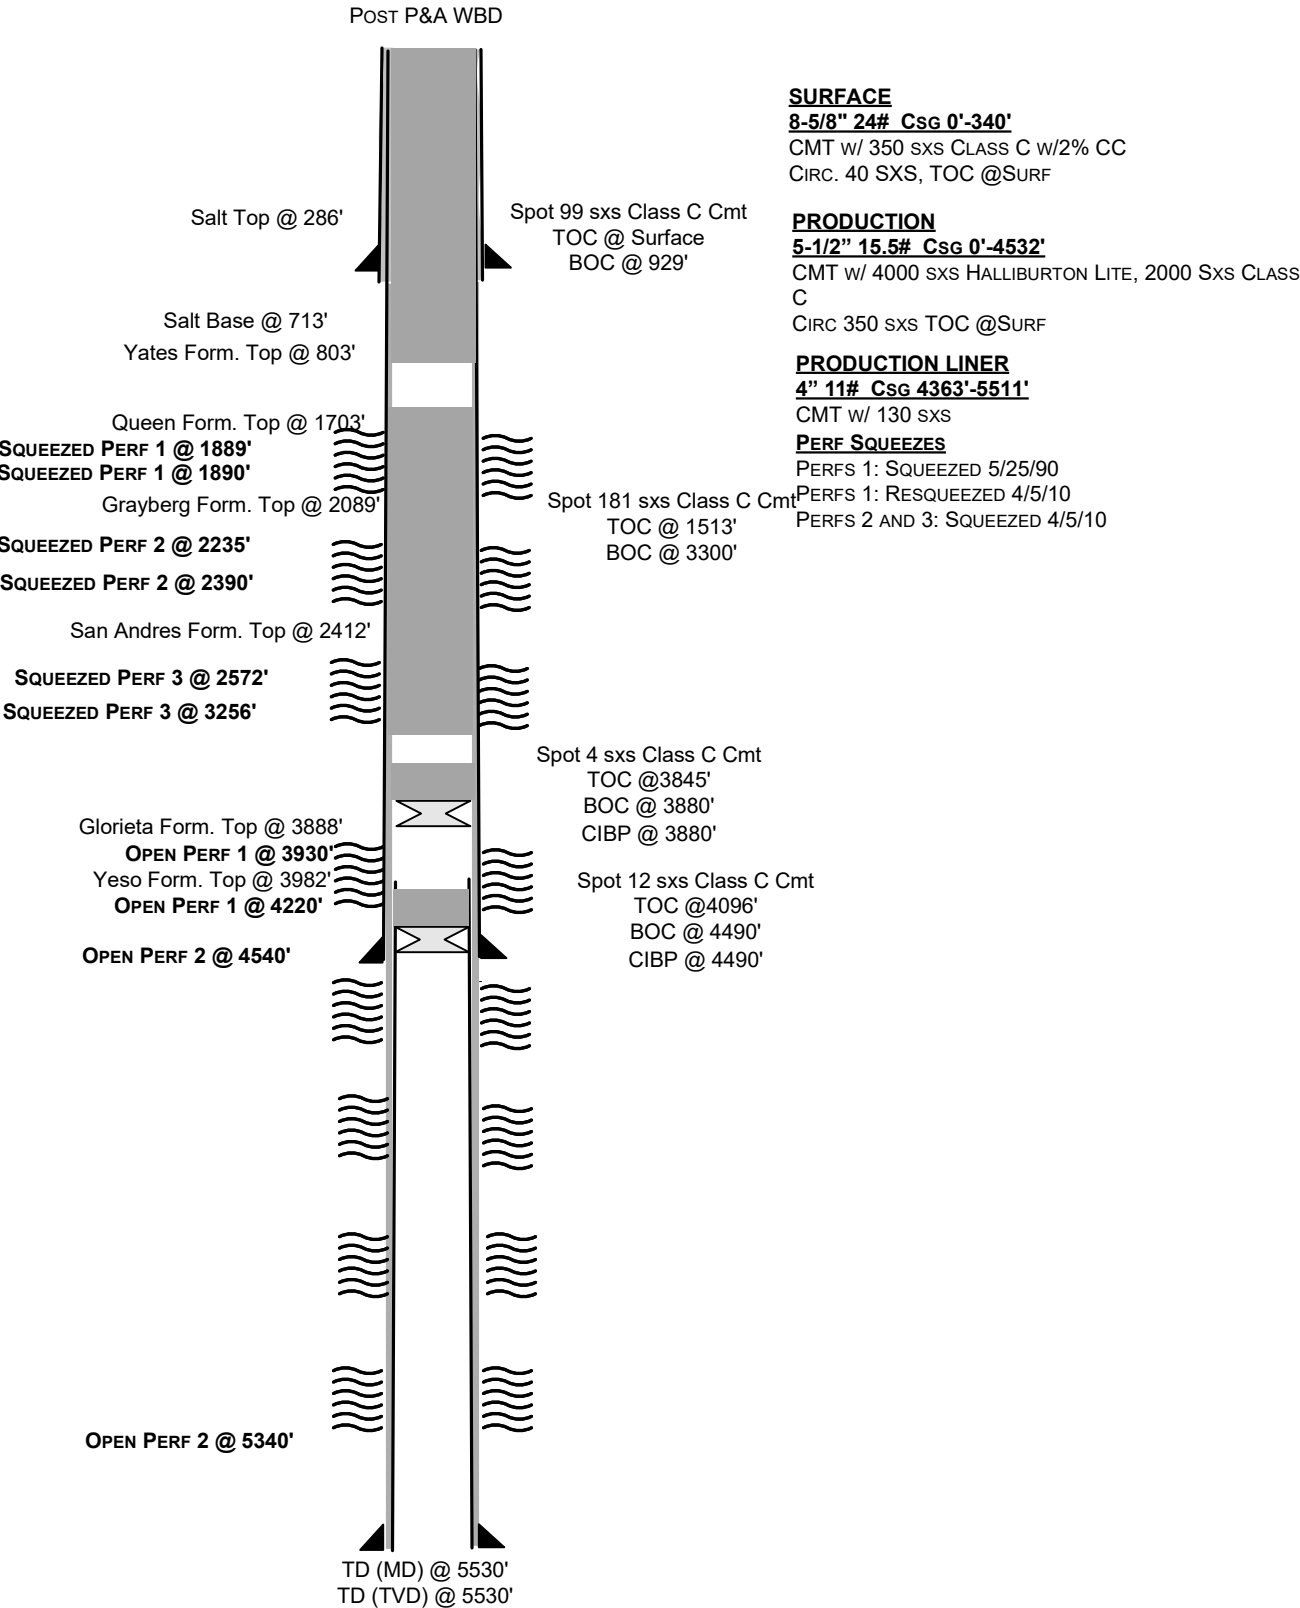 POST P&A WBD
SURFACE
8-5/8" 24# CSG 0'-340'
CMT W/ 350 SXS CLASS C W/2% CC
CIRC. 40 SXS, TOC @SURF
Salt Top @ 286'
Spot 99 sxs Class C Cmt
TOC @ Surface
BOC @ 929'
PRODUCTION
5-1/2” 15.5# CSG 0'-4532'
CMT W/ 4000 SXS HALLIBURTON LITE, 2000 SXS CLASS
C
CIRC 350 SXS TOC @SURF
Salt Base @ 713'
Yates Form. Top @ 803'
PRODUCTION LINER
4” 11# CSG 4363'-5511'
CMT W/ 130 SXS
PERF SQUEEZES
PERFS 1: SQUEEZED 5/25/90
PERFS 1: RESQUEEZED 4/5/10
PERFS 2 AND 3: SQUEEZED 4/5/10
Queen Form. Top @ 1703'
SQUEEZED PERF 1 @ 1889'
SQUEEZED PERF 1 @ 1890'
Grayberg Form. Top @ 2089'
Spot 181 sxs Class C Cmt
TOC @ 1513'
BOC @ 3300'
SQUEEZED PERF 2 @ 2235'
SQUEEZED PERF 2 @ 2390'
San Andres Form. Top @ 2412'
SQUEEZED PERF 3 @ 2572'
SQUEEZED PERF 3 @ 3256'
Spot 4 sxs Class C Cmt
TOC @3845'
BOC @ 3880'
CIBP @ 3880'
Glorieta Form. Top @ 3888'
OPEN PERF 1 @ 3930'
Yeso Form. Top @ 3982'
OPEN PERF 1 @ 4220'
Spot 12 sxs Class C Cmt
TOC @4096'
BOC @ 4490'
CIBP @ 4490'
OPEN PERF 2 @ 4540'
OPEN PERF 2 @ 5340'
TD (MD) @ 5530'
TD (TVD) @ 5530'